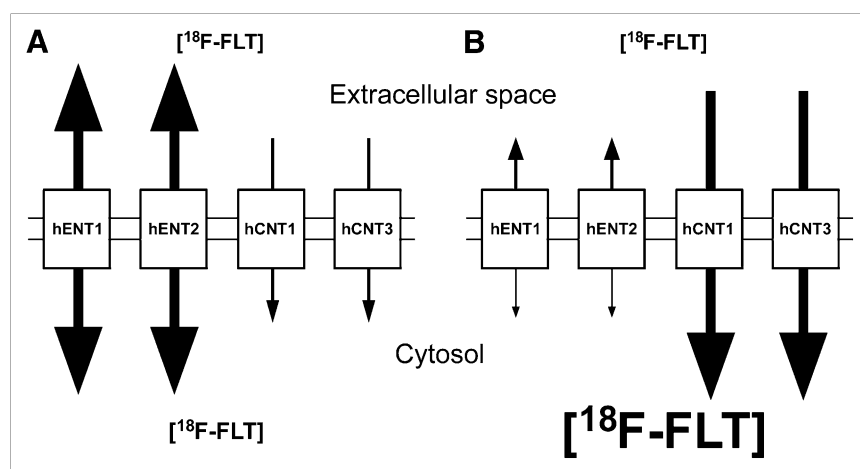 A
[¹⁸F-FLT]
B
[¹⁸F-FLT]
Extracellular space
hENT1
hENT2
hCNT1
hCNT3
hENT1
hENT2
hCNT1
hCNT3
Cytosol
[¹⁸F-FLT]
[¹⁸F-FLT]